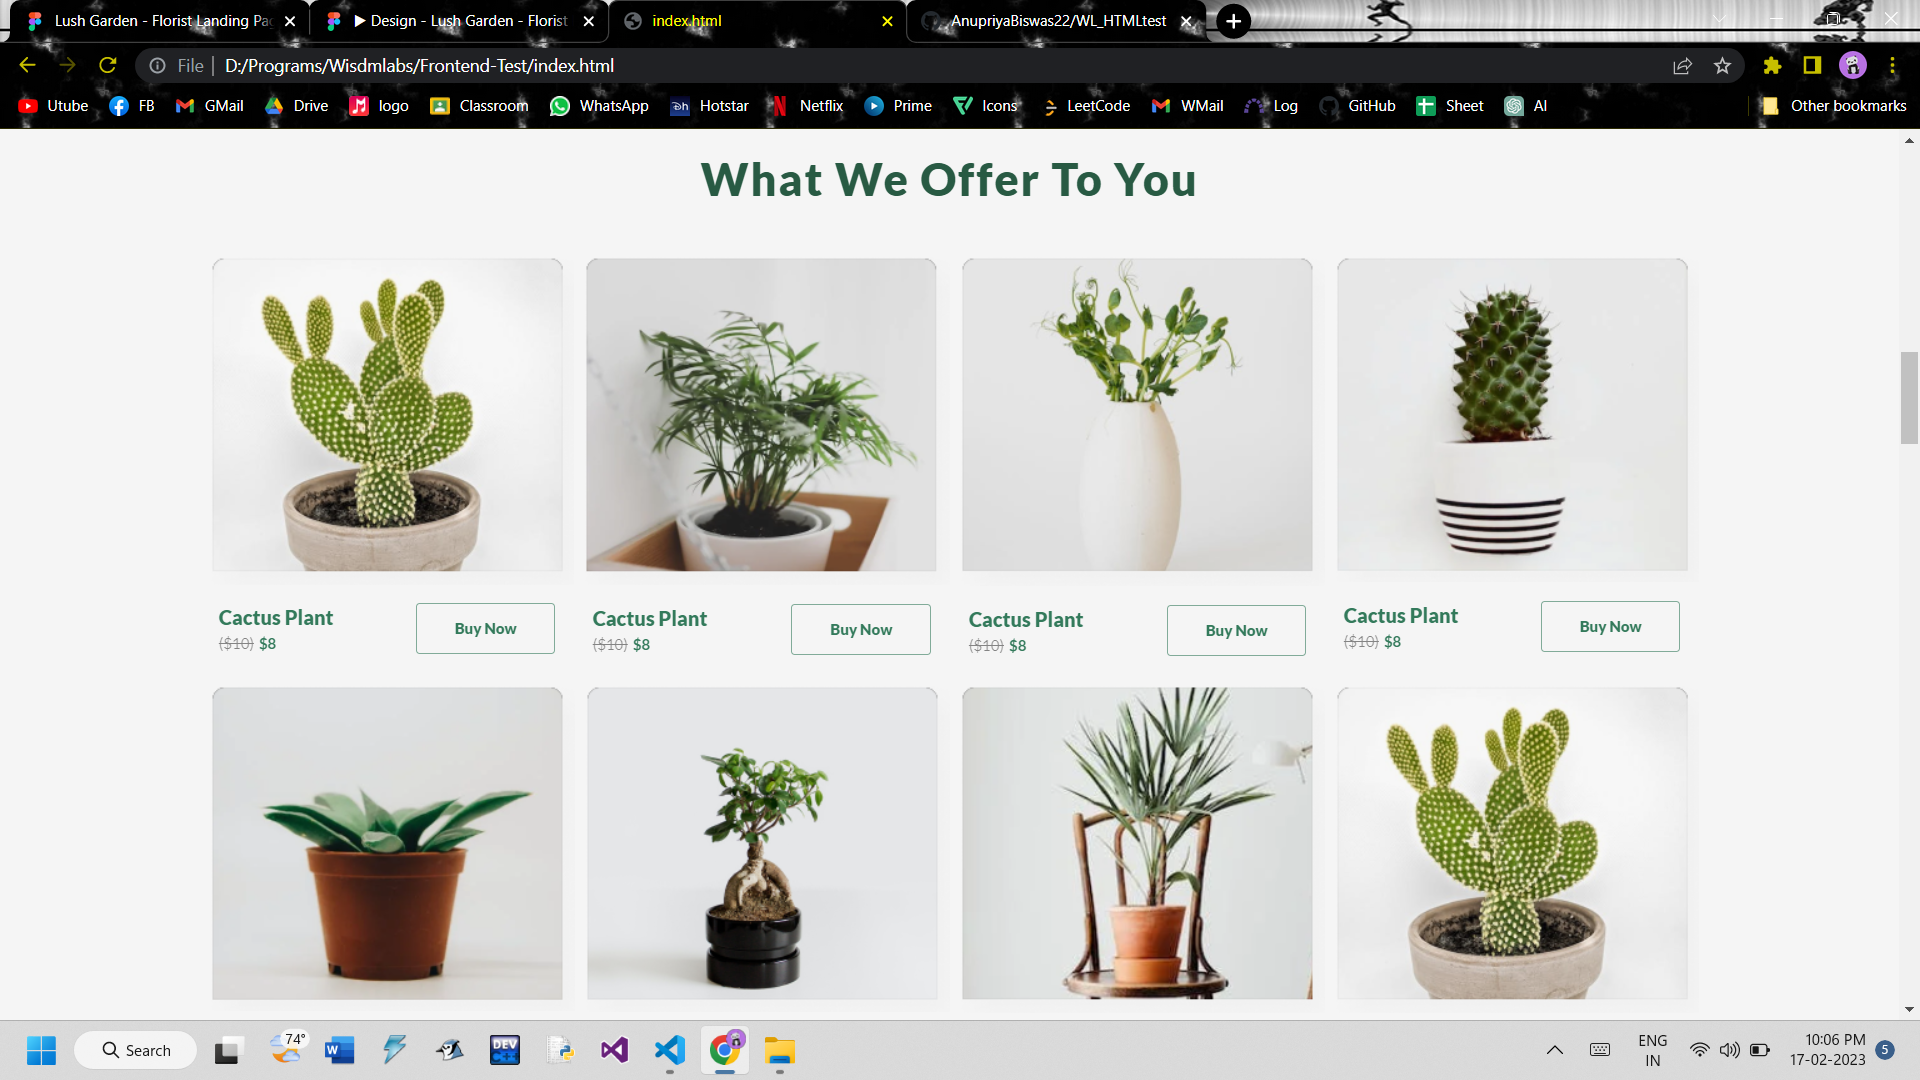 Lush Garden - Florist Landing Pa
▶ Design - Lush Garden - Florist
index.html
AnupriyaBiswas22/WL_HTMLtest
File
D:/Programs/Wisdmlabs/Frontend-Test/index.html
Utube
FB
GMail
Drive
logo
Classroom
WhatsApp
Hotstar
Netflix
Prime
Icons
LeetCode
WMail
Log
GitHub
Sheet
AI
Other bookmarks
What We Offer To You
Cactus Plant
($10) $8
Buy Now
Cactus Plant
($10) $8
Buy Now
Cactus Plant
($10) $8
Buy Now
Cactus Plant
($10) $8
Buy Now
Search
74°
W
DEV
C++
ENG
IN
10:06 PM
17-02-2023
5